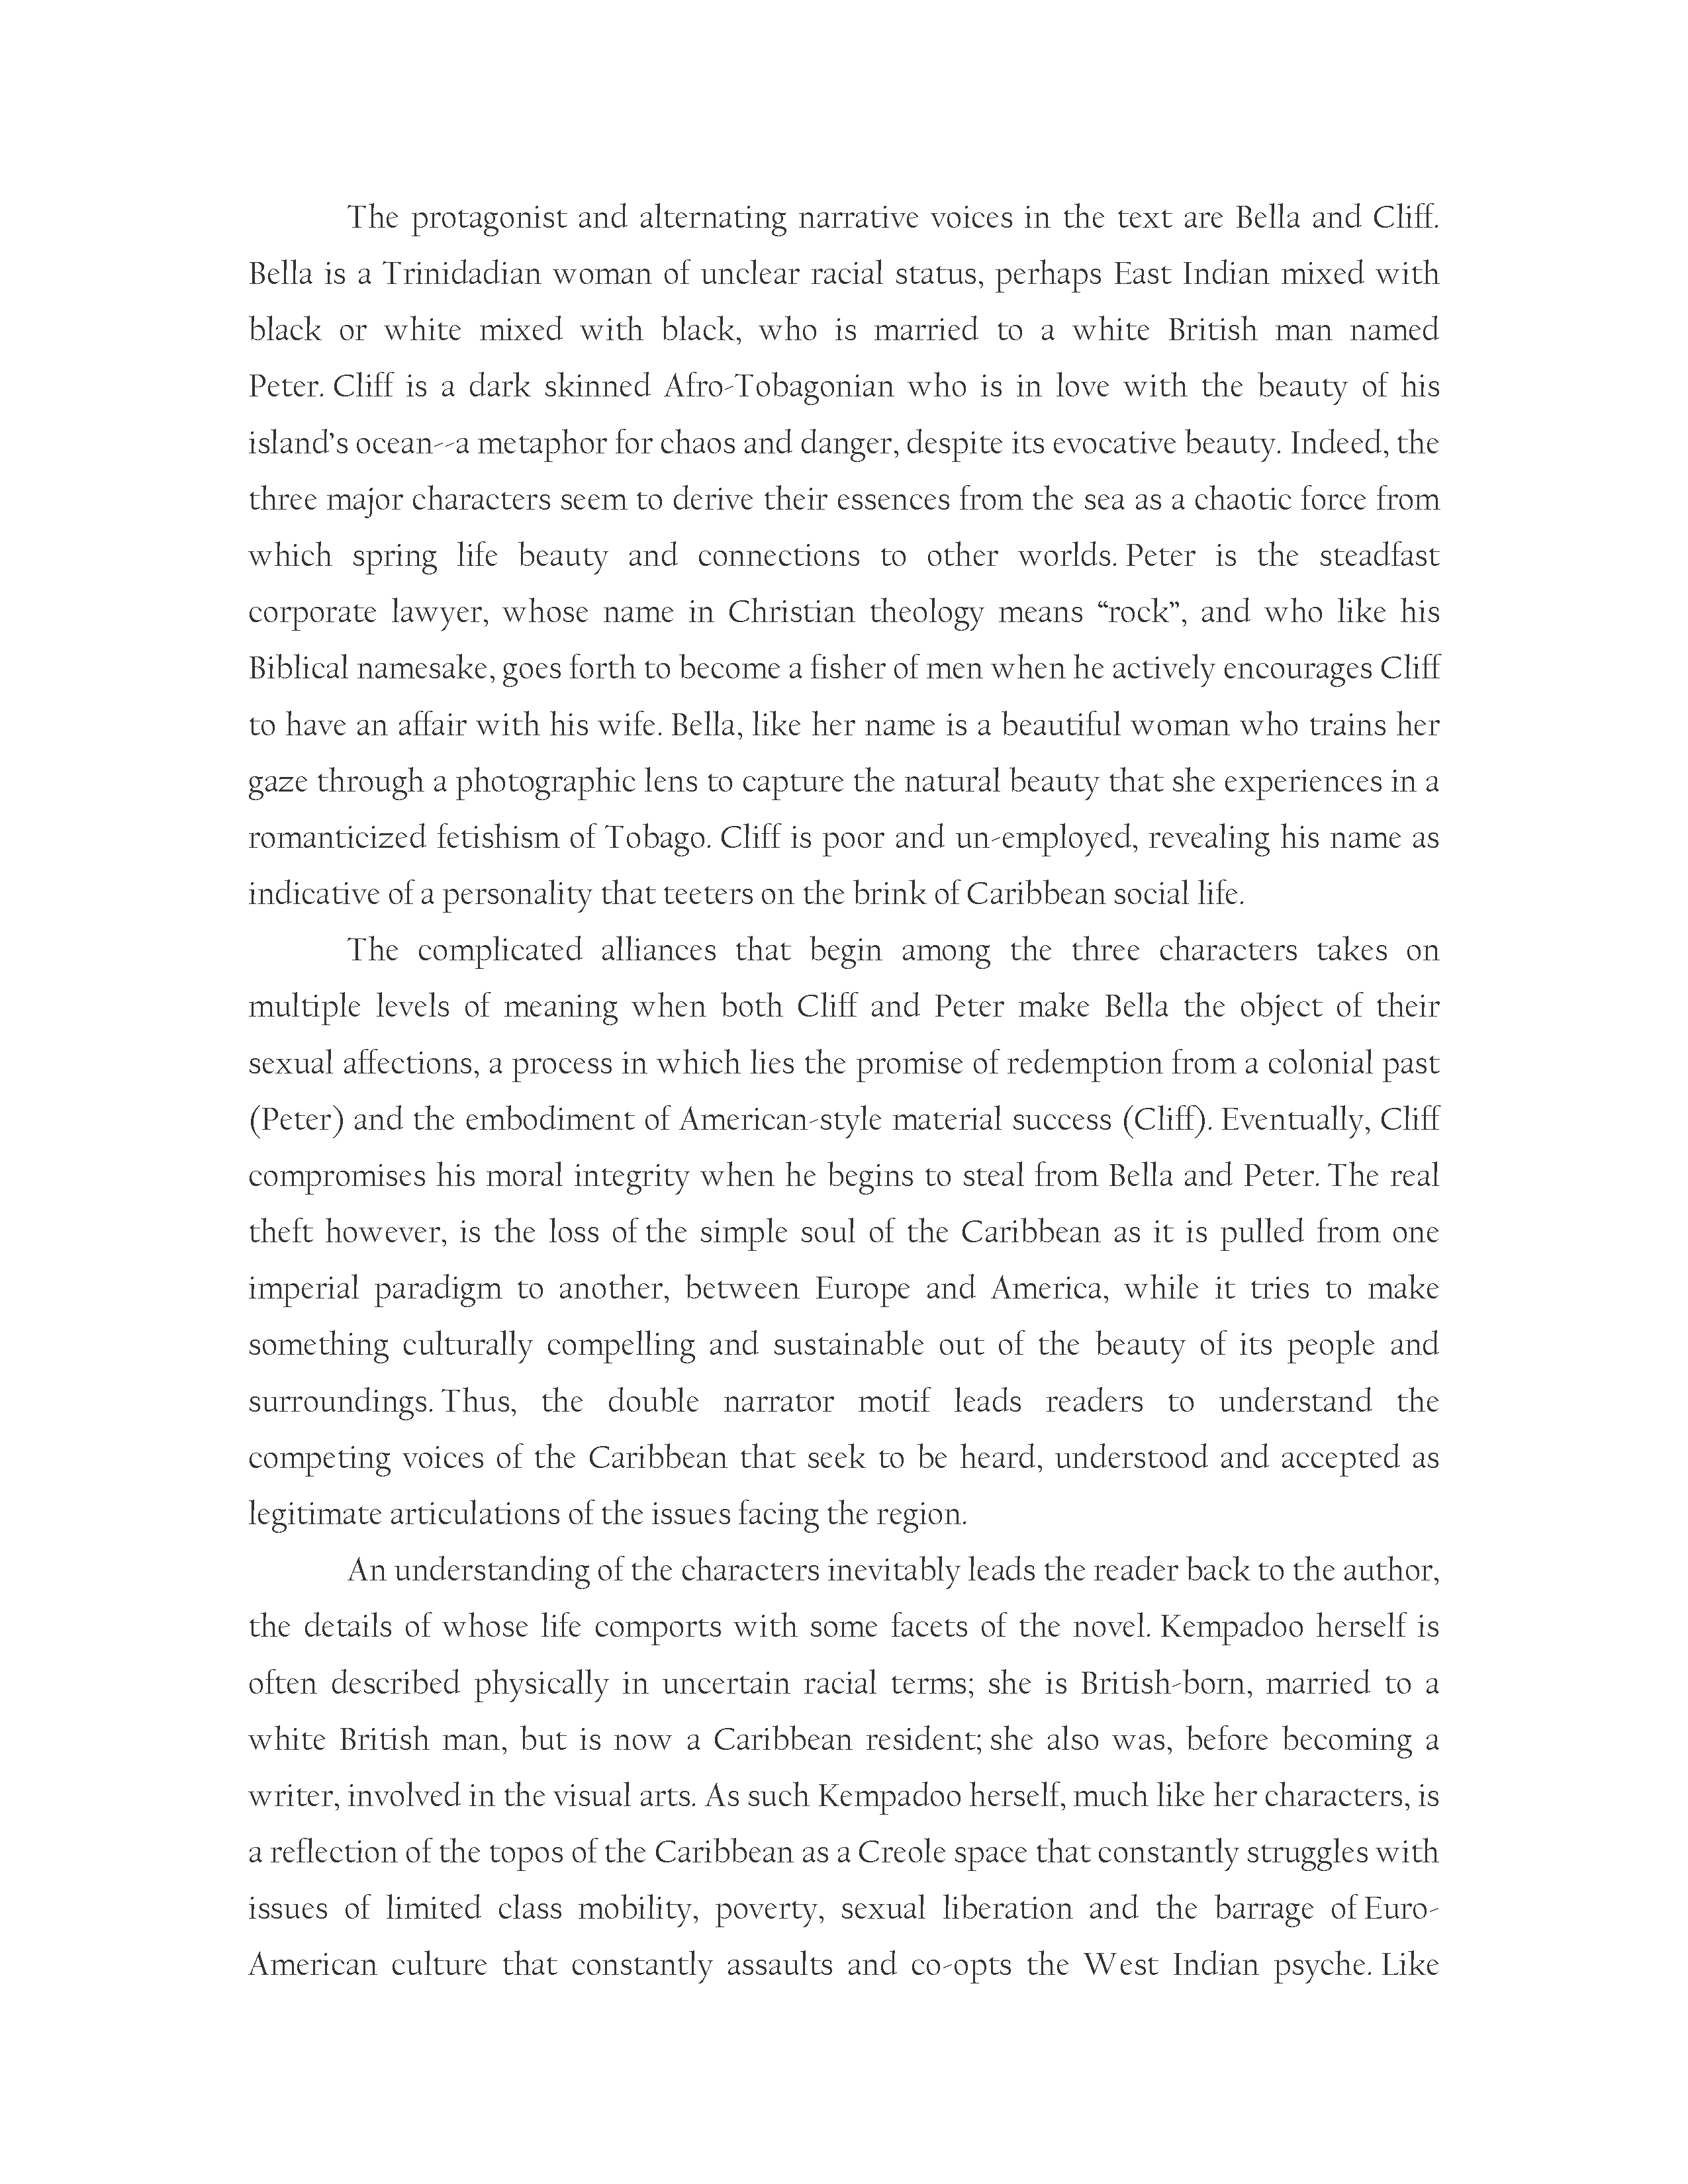 The protagonist and alternating narrative voices in the text are Bella and Cliff.
Bella is a Trinidadian woman of unclear racial status, perhaps East Indian mixed with
black or white mixed with black, who is married to a white British man named
Peter. Cliff is a dark skinned Afro-Tobagonian who is in love with the beauty of his
island’s ocean--a metaphor for chaos and danger, despite its evocative beauty. Indeed, the
three major characters seem to derive their essences from the sea as a chaotic force from
which spring life beauty and connections to other worlds. Peter is the steadfast
corporate lawyer, whose name in Christian theology means “rock”, and who like his
Biblical namesake, goes forth to become a fisher of men when he actively encourages Cliff
to have an affair with his wife. Bella, like her name is a beautiful woman who trains her
gaze through a photographic lens to capture the natural beauty that she experiences in a
romanticized fetishism of Tobago. Cliff is poor and un-employed, revealing his name as
indicative of a personality that teeters on the brink of Caribbean social life.
The complicated alliances that begin among the three characters takes on
multiple levels of meaning when both Cliff and Peter make Bella the object of their
sexual affections, a process in which lies the promise of redemption from a colonial past
(Peter) and the embodiment of American-style material success (Cliff). Eventually, Cliff
compromises his moral integrity when he begins to steal from Bella and Peter. The real
theft however, is the loss of the simple soul of the Caribbean as it is pulled from one
imperial paradigm to another, between Europe and America, while it tries to make
something culturally compelling and sustainable out of the beauty of its people and
surroundings. Thus, the double narrator motif leads readers to understand the
competing voices of the Caribbean that seek to be heard, understood and accepted as
legitimate articulations of the issues facing the region.
An understanding of the characters inevitably leads the reader back to the author,
the details of whose life comports with some facets of the novel. Kempadoo herself is
often described physically in uncertain racial terms; she is British-born, married to a
white British man, but is now a Caribbean resident; she also was, before becoming a
writer, involved in the visual arts. As such Kempadoo herself, much like her characters, is
a reflection of the topos of the Caribbean as a Creole space that constantly struggles with
issues of limited class mobility, poverty, sexual liberation and the barrage of Euro-
American culture that constantly assaults and co-opts the West Indian psyche. Like